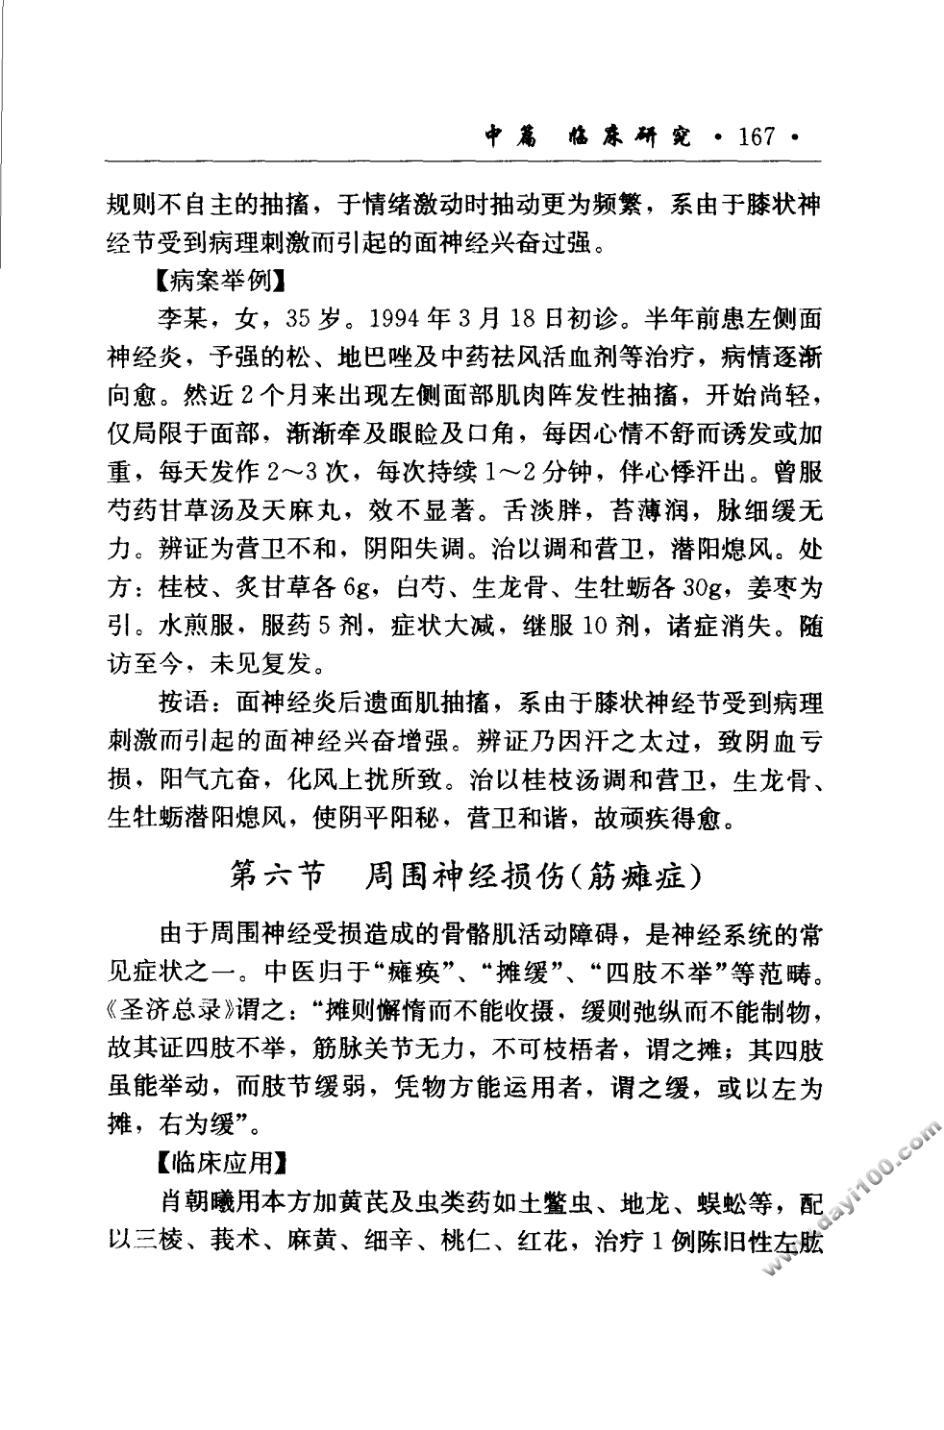 中篇 临床研究 · 167 ·
规则不自主的抽搐，于情绪激动时抽动更为频繁，系由于膝状神
经节受到病理刺激而引起的面神经兴奋过强。
【病案举例】
李某，女，35 岁。1994 年 3 月 18 日初诊。半年前患左侧面
神经炎，予强的松、地巴唑及中药祛风活血剂等治疗，病情逐渐
向愈。然近 2 个月来出现左侧面部肌肉阵发性抽搐，开始尚轻，
仅局限于面部，渐渐牵及眼睑及口角，每因心情不舒而诱发或加
重，每天发作 2～3 次，每次持续 1～2 分钟，伴心悸汗出。曾服
芍药甘草汤及天麻丸，效不显著。舌淡胖，苔薄润，脉细缓无
力。辨证为营卫不和，阴阳失调。治以调和营卫，潜阳熄风。处
方：桂枝、炙甘草各 6g，白芍、生龙骨、生牡蛎各 30g，姜枣为
引。水煎服，服药 5 剂，症状大减，继服 10 剂，诸症消失。随
访至今，未见复发。
按语：面神经炎后遗面肌抽搐，系由于膝状神经节受到病理
刺激而引起的面神经兴奋增强。辨证乃因汗之太过，致阴血亏
损，阳气亢奋，化风上扰所致。治以桂枝汤调和营卫，生龙骨、
生牡蛎潜阳熄风，使阴平阳秘，营卫和谐，故顽疾得愈。
第六节 周围神经损伤(筋瘫症)
由于周围神经受损造成的骨骼肌活动障碍，是神经系统的常
见症状之一。中医归于“瘫痪”、“摊缓”、“四肢不举”等范畴。
《圣济总录》谓之：“摊则懈惰而不能收摄，缓则弛纵而不能制物，
故其证四肢不举，筋脉关节无力，不可枝梧者，谓之摊；其四肢
虽能举动，而肢节缓弱，凭物方能运用者，谓之缓，或以左为
摊，右为缓”。
【临床应用】
肖朝曦用本方加黄芪及虫类药如土鳖虫、地龙、蜈蚣等，配
以三棱、莪术、麻黄、细辛、桃仁、红花，治疗 1 例陈旧性左肱
www.dayi100.com